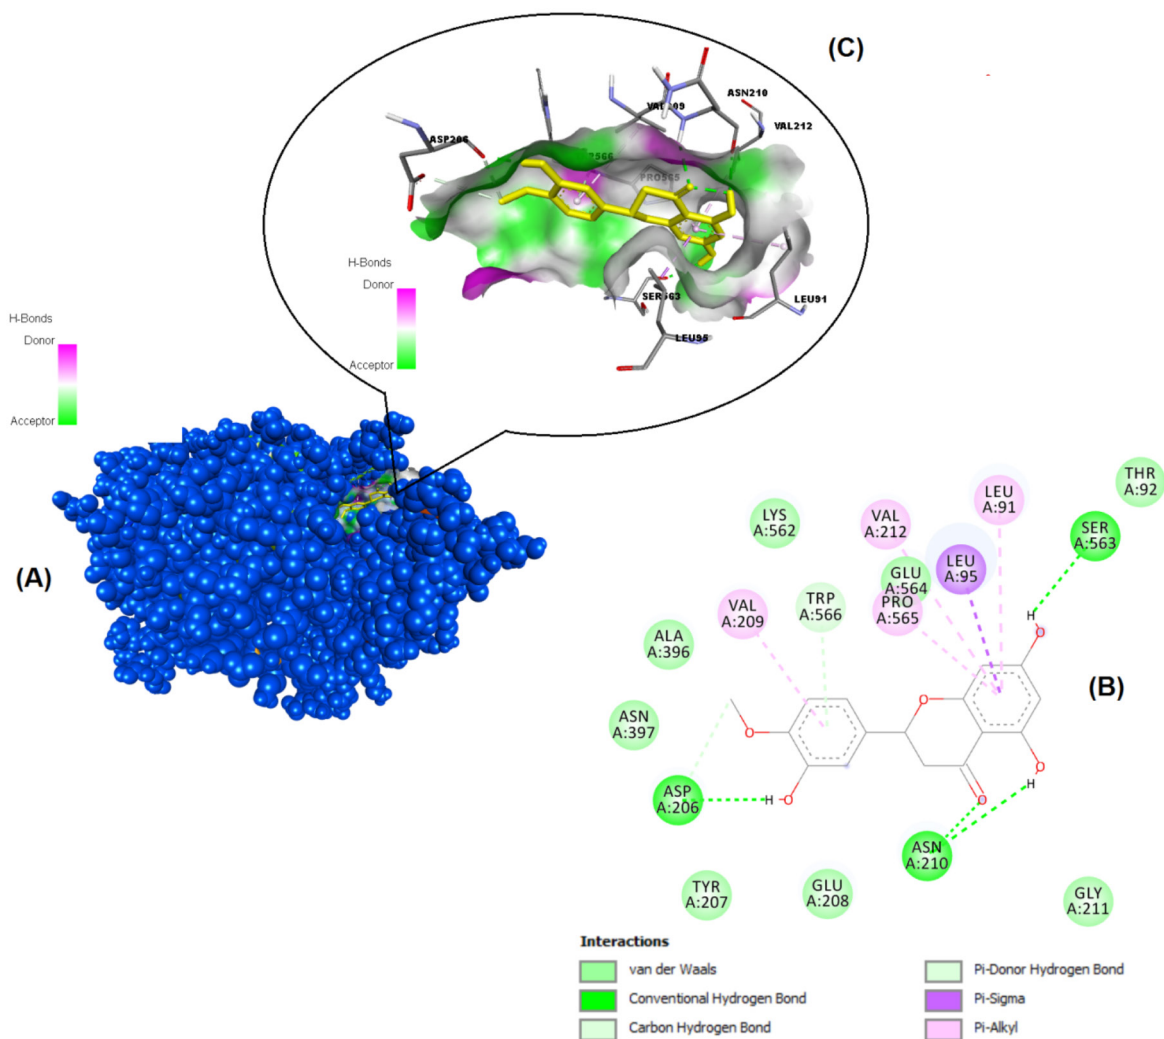 (C)
ASN210
VAL209
VAL212
ASP206
PRO565
H-Bonds
Donor
Acceptor
SER563
LEU91
LEU95
H-Bonds
Donor
Acceptor
(A)
THR
A:92
LEU
A:91
LYS
A:562
VAL
A:212
SER
A:563
LEU
A:95
GLU
A:564
TRP
A:566
PRO
A:565
VAL
A:209
ALA
A:396
(B)
ASN
A:397
O
O
H
O
O
H
ASP
A:206
H
O
O
ASN
A:210
TYR
A:207
GLU
A:208
GLY
A:211
Interactions
van der Waals
Conventional Hydrogen Bond
Carbon Hydrogen Bond
Pi-Donor Hydrogen Bond
Pi-Sigma
Pi-Alkyl